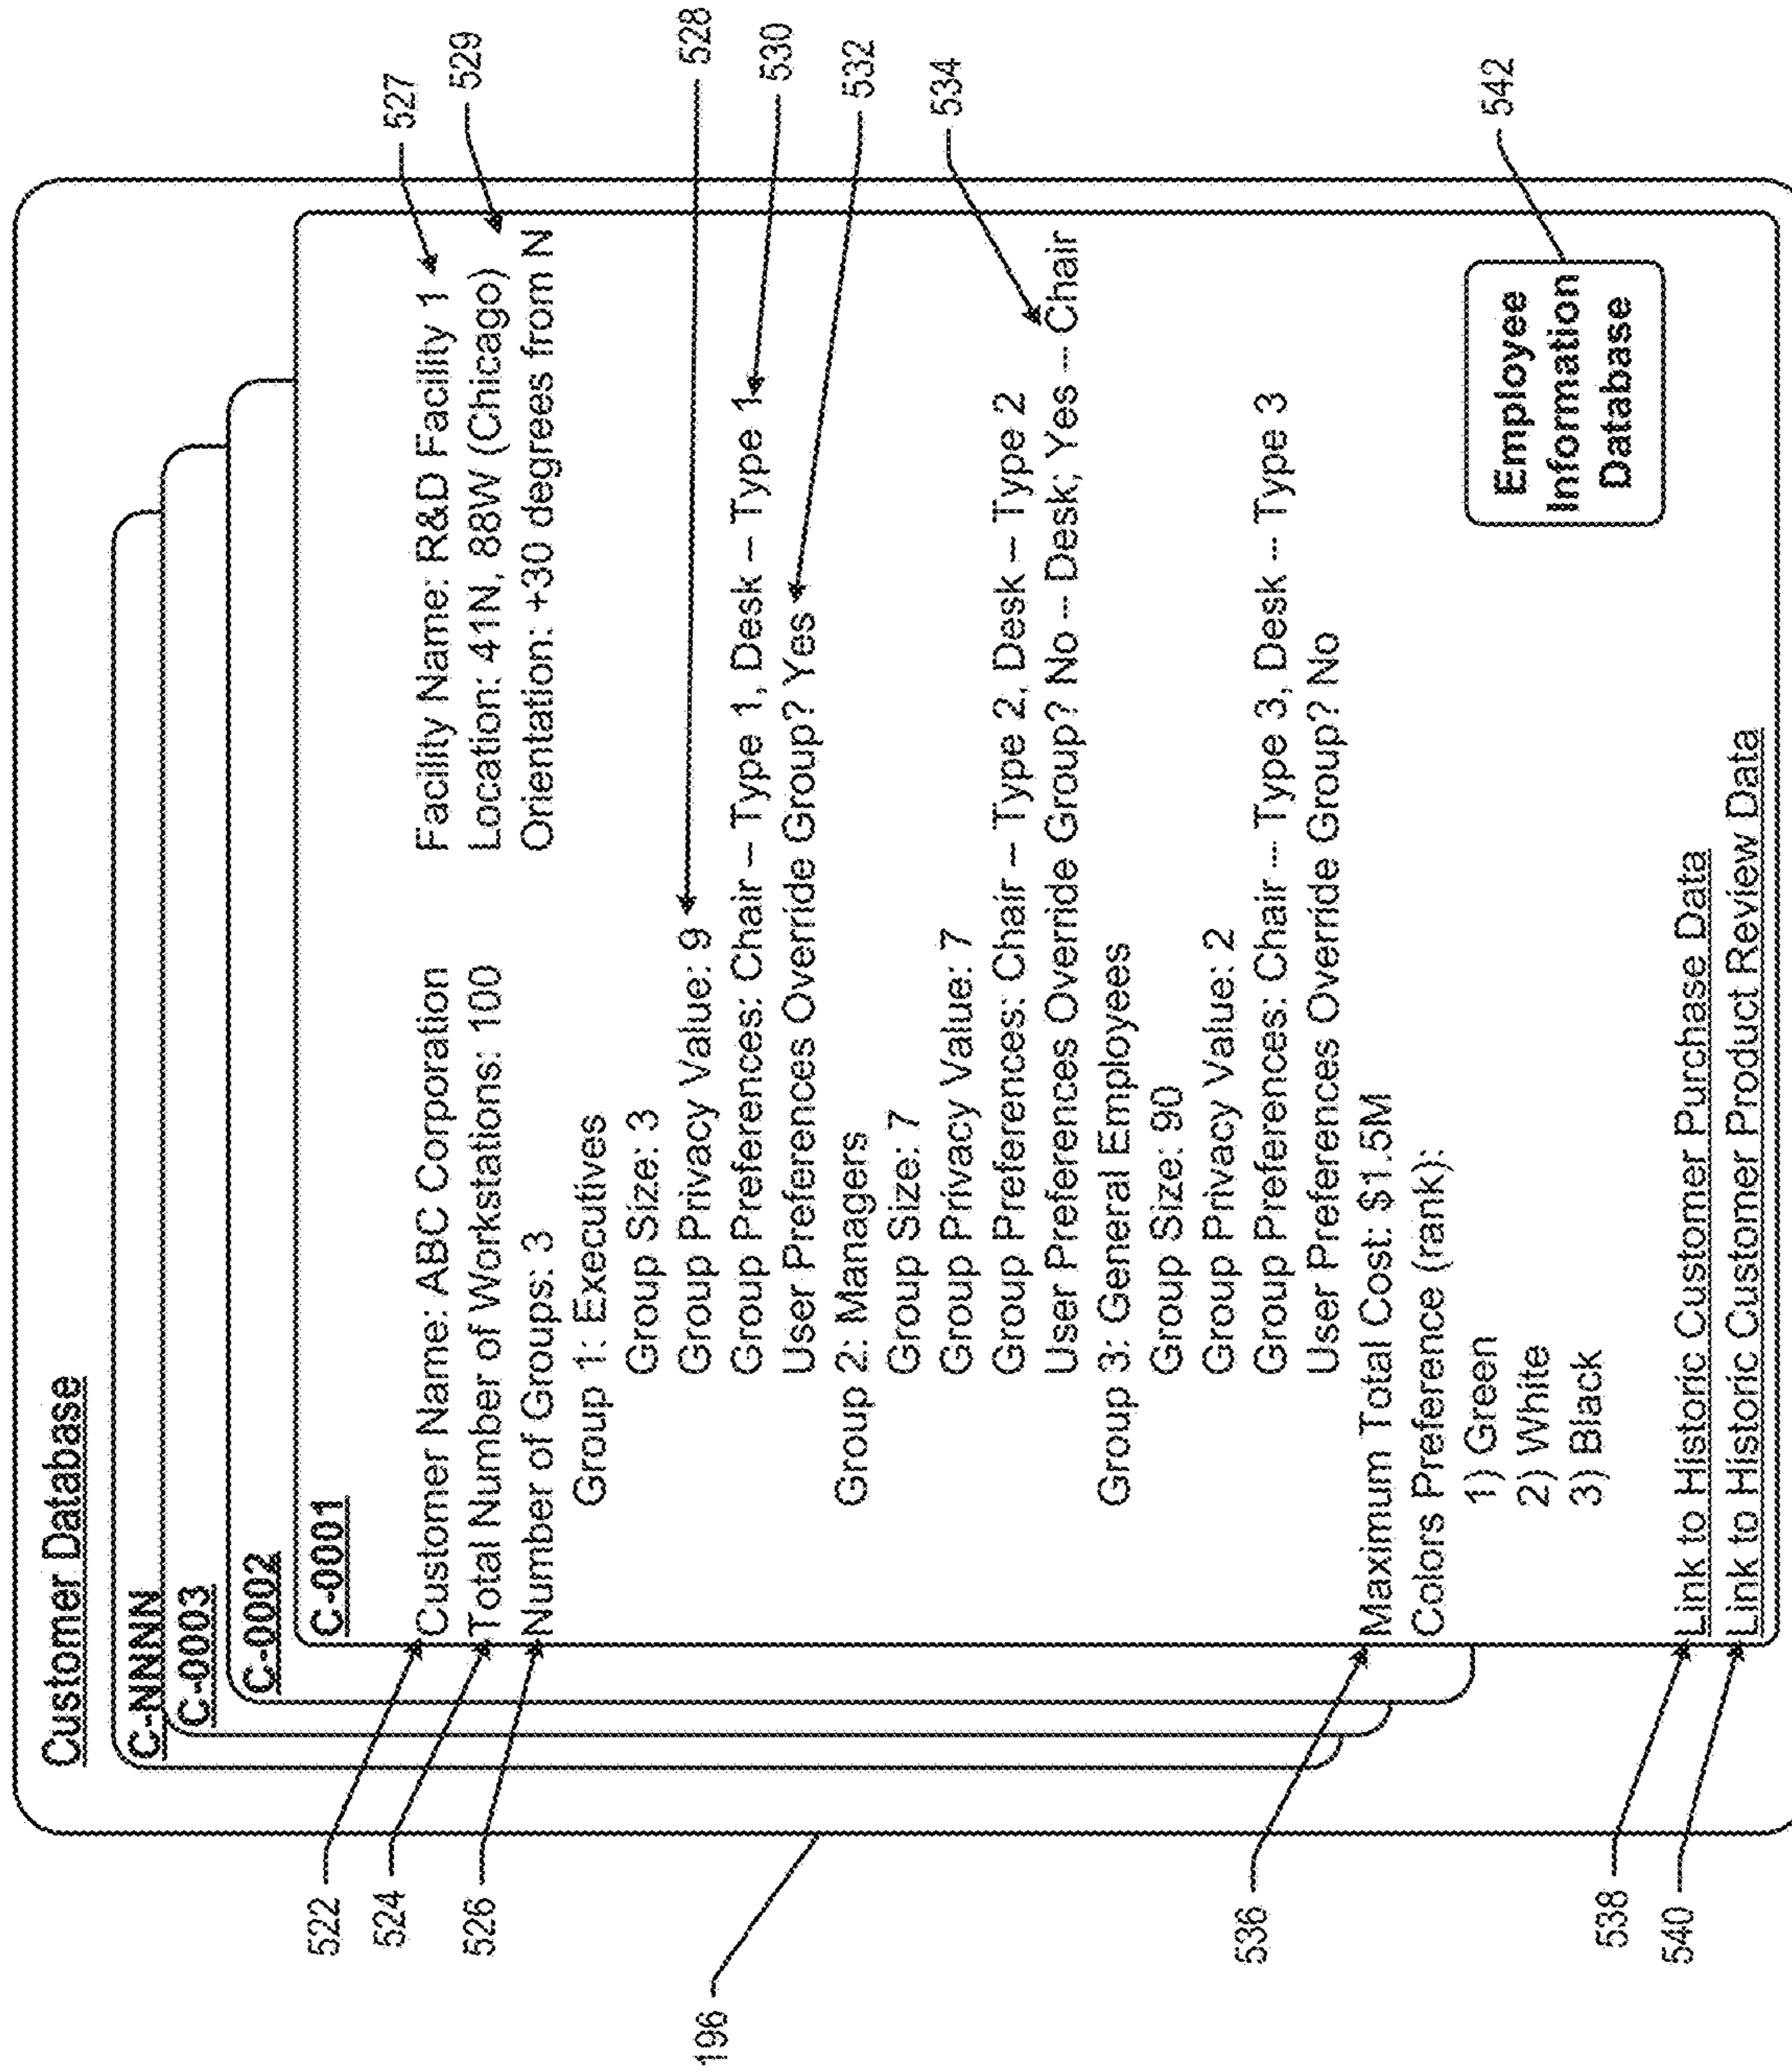 Customer Database
C-NNNN
C-0003
C-0002
C-0001
Customer Name: ABC Corporation
Facility Name: R&D Facility 1
Total Number of Workstations: 100
Location: 41N, 88W (Chicago)
Number of Groups: 3
Orientation: +30 degrees from N
Group 1: Executives
Group Size: 3
Group Privacy Value: 9
Group Preferences: Chair – Type 1, Desk – Type 1
User Preferences Override Group? Yes
Group 2: Managers
Group Size: 7
Group Privacy Value: 7
Group Preferences: Chair – Type 2, Desk – Type 2
User Preferences Override Group? No -- Desk; Yes -- Chair
Group 3: General Employees
Group Size: 90
Group Privacy Value: 2
Group Preferences: Chair -- Type 3, Desk -- Type 3
User Preferences Override Group? No
Maximum Total Cost: $1.5M
Colors Preference (rank):
1) Green
2) White
3) Black
Link to Historic Customer Purchase Data
Link to Historic Customer Product Review Data
Employee
Information
Database
522
524
526
196
536
538
540
527
529
528
530
532
534
542